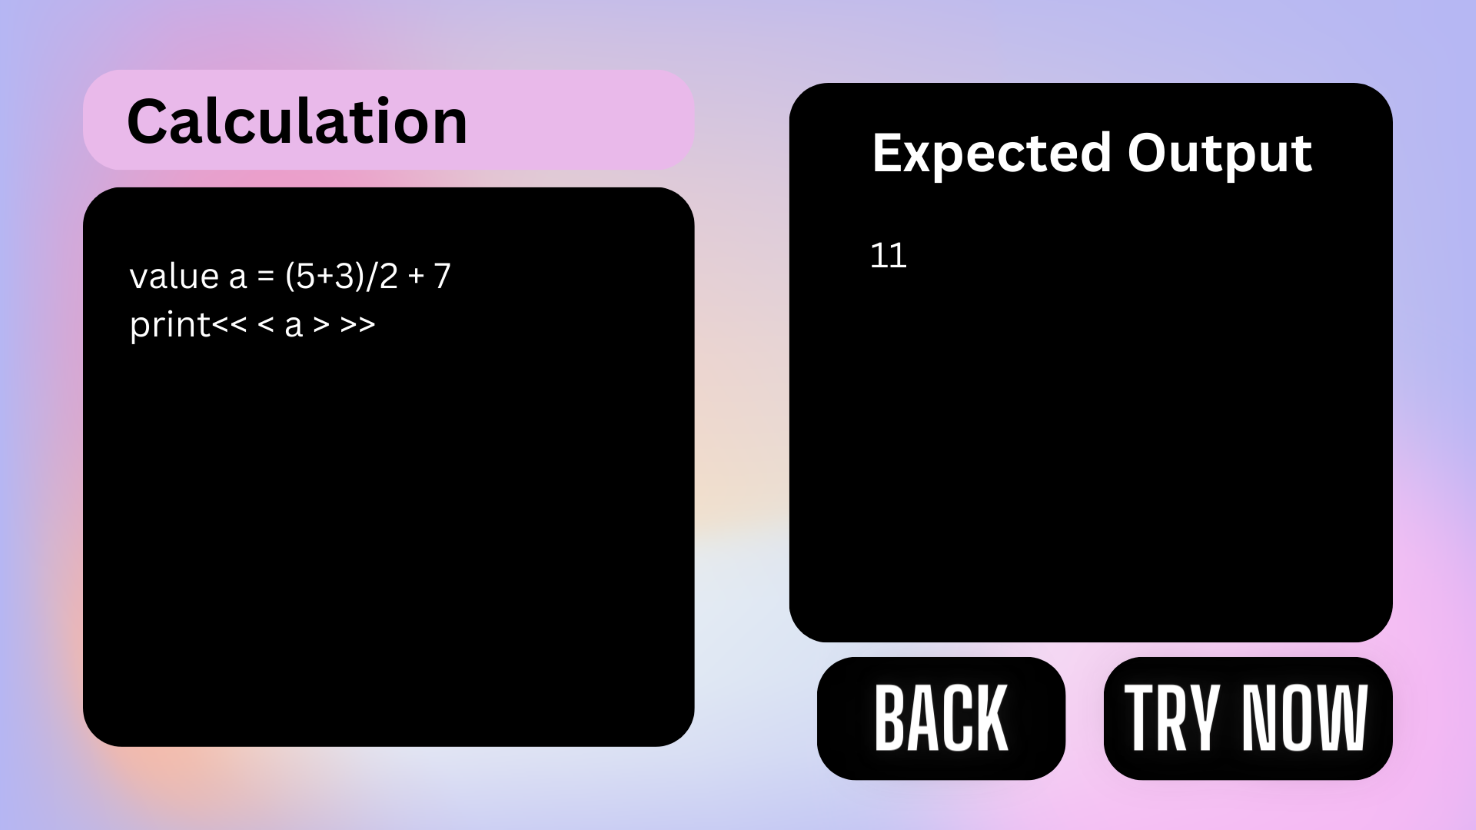 Calculation
value a = (5+3)/2 + 7
print<< < a > >>
Expected Output
11
BACK
TRY NOW